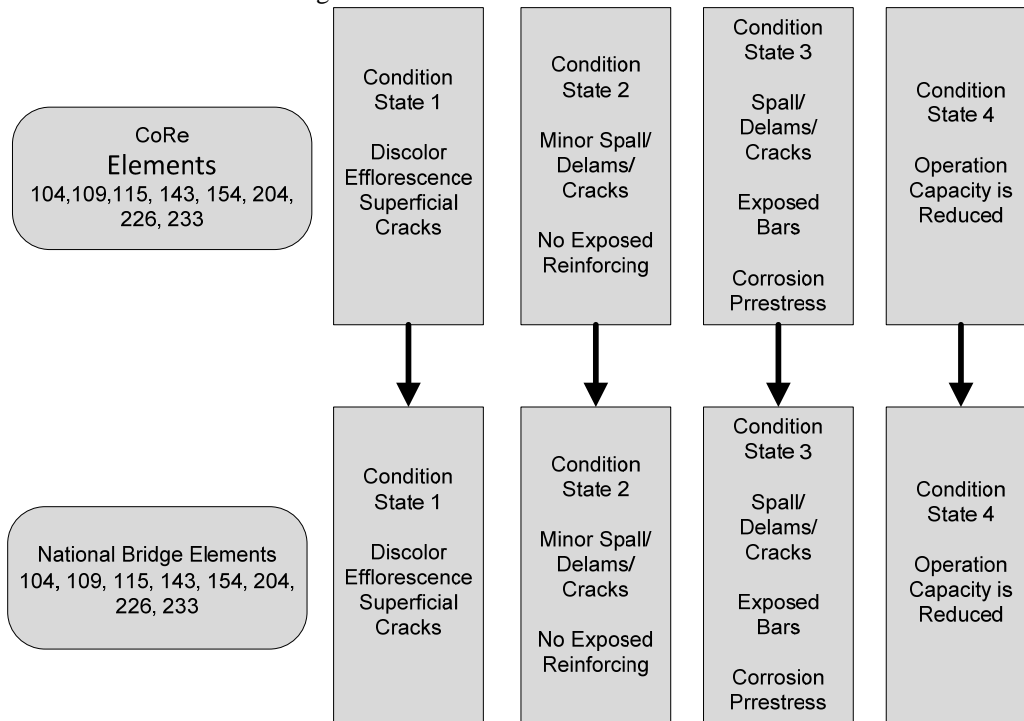 CoRe
Elements
104,109,115, 143, 154, 204,
226, 233
Condition
State 1
Discolor
Efflorescence
Superficial
Cracks
Condition
State 2
Minor Spall/
Delams/
Cracks
No Exposed
Reinforcing
Condition
State 3
Spall/
Delams/
Cracks
Exposed
Bars
Corrosion
Prrestress
Condition
State 4
Operation
Capacity is
Reduced
National Bridge Elements
104, 109, 115, 143, 154, 204,
226, 233
Condition
State 1
Discolor
Efflorescence
Superficial
Cracks
Condition
State 2
Minor Spall/
Delams/
Cracks
No Exposed
Reinforcing
Condition
State 3
Spall/
Delams/
Cracks
Exposed
Bars
Corrosion
Prrestress
Condition
State 4
Operation
Capacity is
Reduced